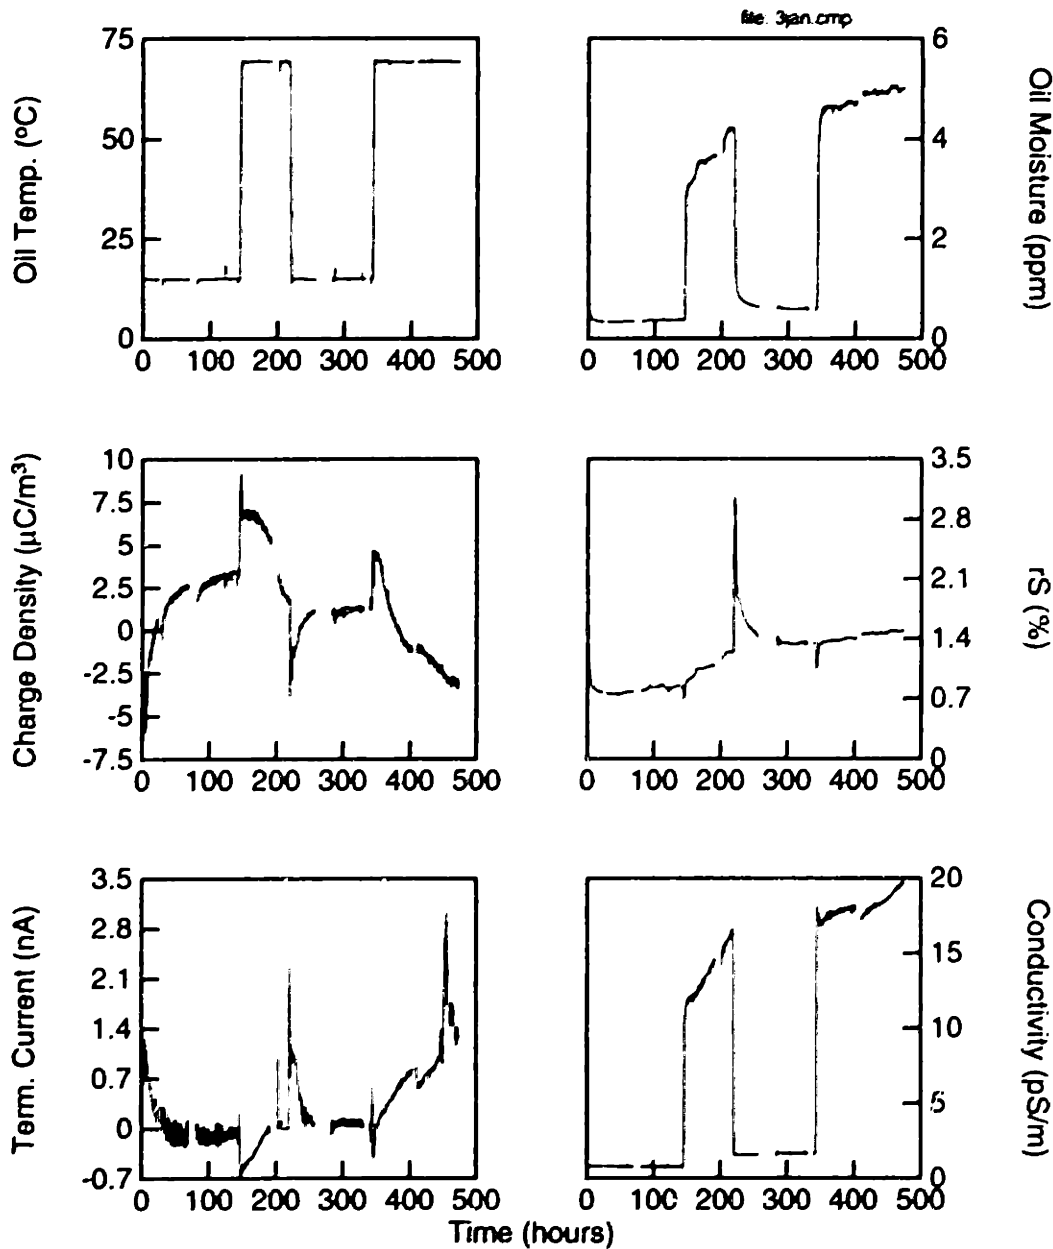 file: 3jan.cmp
75
50
25
0
0 100 200 300 400 500
Oil Temp. (ºC)
6
4
2
0
0 100 200 300 400 500
Oil Moisture (ppm)
10
7.5
5
2.5
0
-2.5
-5
-7.5
0 100 200 300 400 500
Charge Density (µC/m³)
3.5
2.8
2.1
1.4
0.7
0
0 100 200 300 400 500
rS (%)
3.5
2.8
2.1
1.4
0.7
0
-0.7
0 100 200 300 400 500
Term. Current (nA)
20
15
10
5
0
0 100 200 300 400 500
Conductivity (pS/m)
Time (hours)